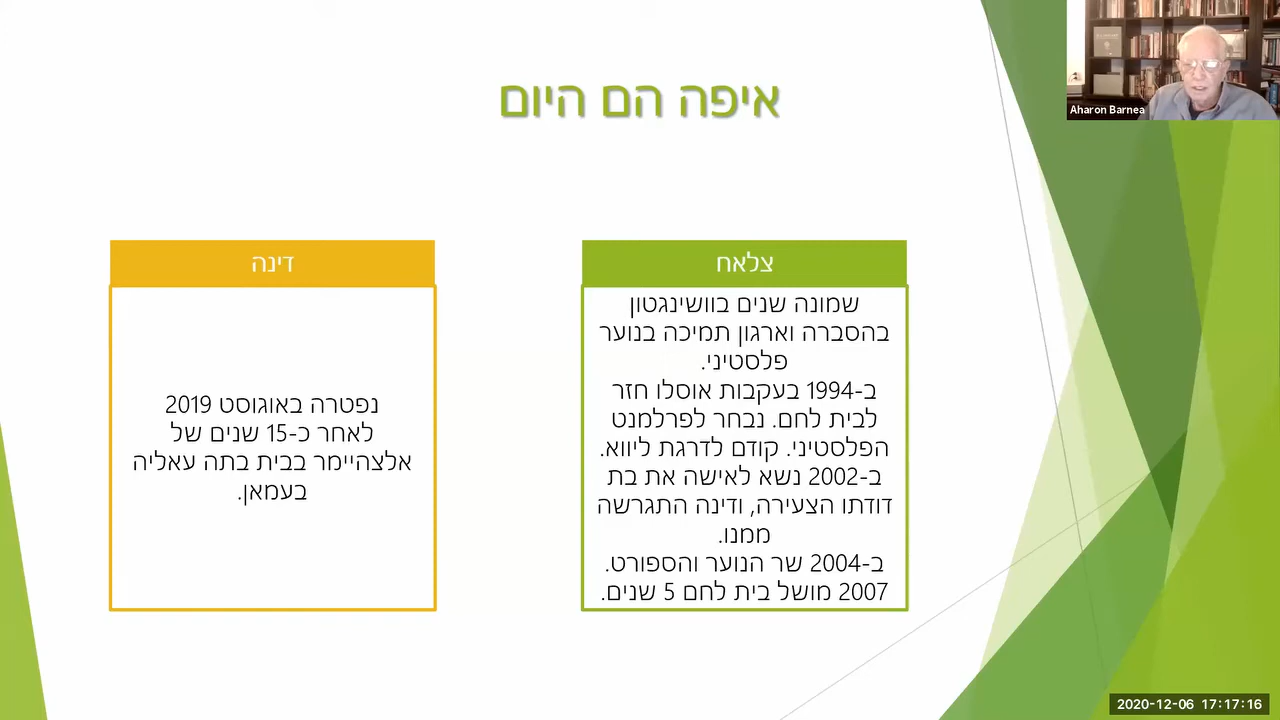 איפה הם היום
Aharon Barnea
צלאח
שמונה שנים בוושינגטון
בהסברה וארגון תמיכה בנוער
פלסטיני.
ב-1994 בעקבות אוסלו חזר
לבית לחם. נבחר לפרלמנט
הפלסטיני. קודם לדרגת ליווא.
ב-2002 נשא לאישה את בת
דודתו הצעירה, ודינה התגרשה
ממנו.
ב-2004 שר הנוער והספורט.
2007 מושל בית לחם 5 שנים.
דינה
נפטרה באוגוסט 2019
לאחר כ-15 שנים של
אלצהיימר בבית בתה עאליה
בעמאן.
2020-12-06 17:17:16